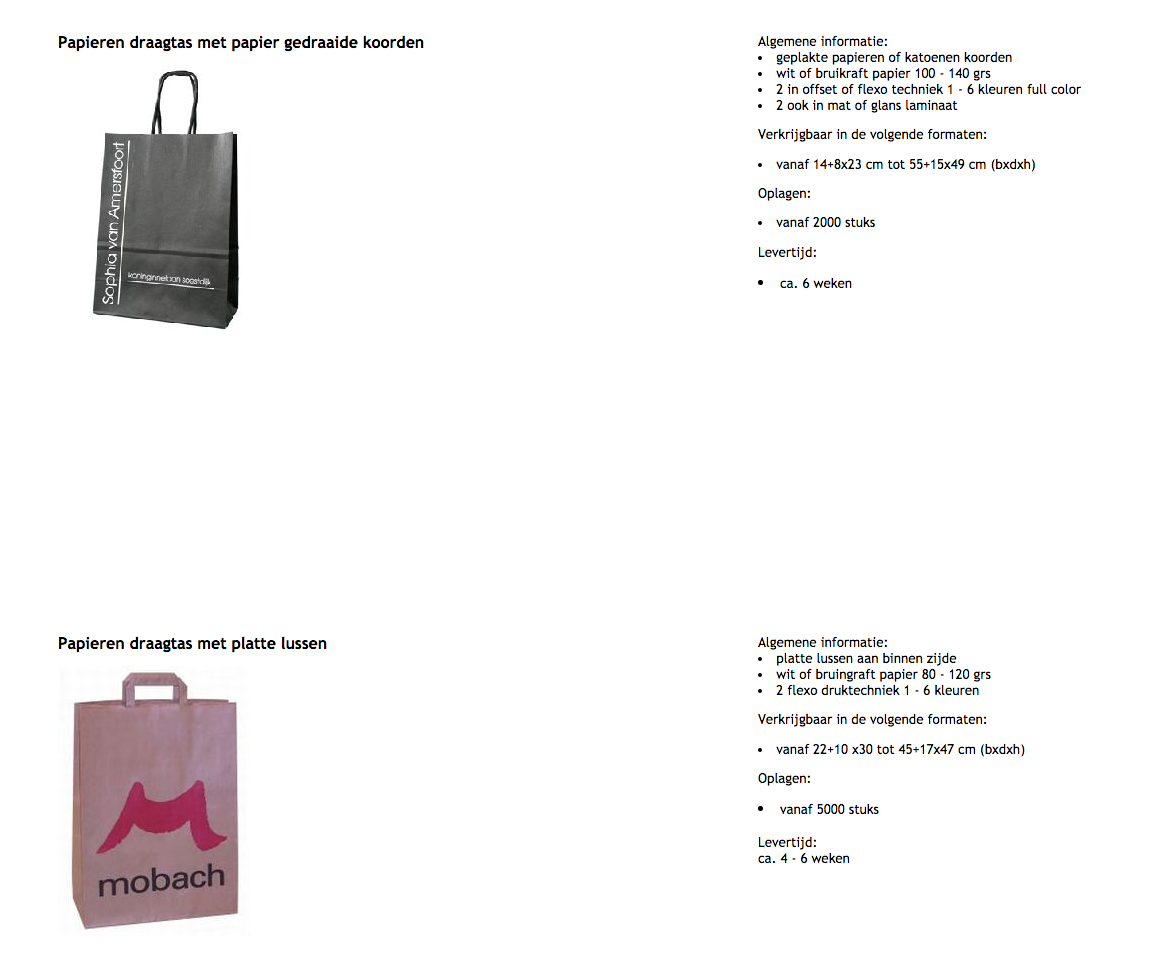 Papieren draagtas met papier gedraaide koorden
Sophia van Amersfoort
koninginnelaan soestdijk
Algemene informatie:
• geplakte papieren of katoenen koorden
• wit of bruikraft papier 100 - 140 grs
• 2 in offset of flexo techniek 1 - 6 kleuren full color
• 2 ook in mat of glans laminaat
Verkrijgbaar in de volgende formaten:
• vanaf 14+8x23 cm tot 55+15x49 cm (bxdxh)
Oplagen:
• vanaf 2000 stuks
Levertijd:
• ca. 6 weken
Papieren draagtas met platte lussen
mobach
Algemene informatie:
• platte lussen aan binnen zijde
• wit of bruingraft papier 80 - 120 grs
• 2 flexo druktechniek 1 - 6 kleuren
Verkrijgbaar in de volgende formaten:
• vanaf 22+10 x30 tot 45+17x47 cm (bxdxh)
Oplagen:
• vanaf 5000 stuks
Levertijd:
ca. 4 - 6 weken